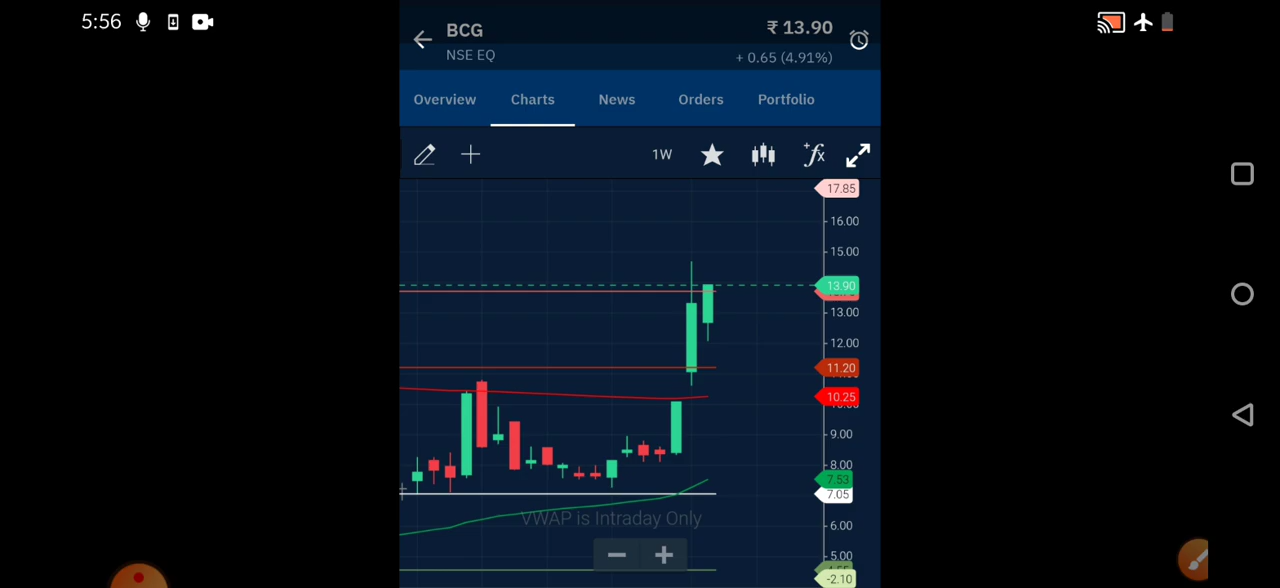 5:56
BCG
₹ 13.90
NSE EQ
+ 0.65 (4.91%)
Overview Charts News Orders Portfolio
1W
17.85
16.00
15.00
13.90
13.00
12.00
11.20
10.25
9.00
8.00
7.53
7.05
VWAP is Intraday Only
6.00
5.00
-2.10